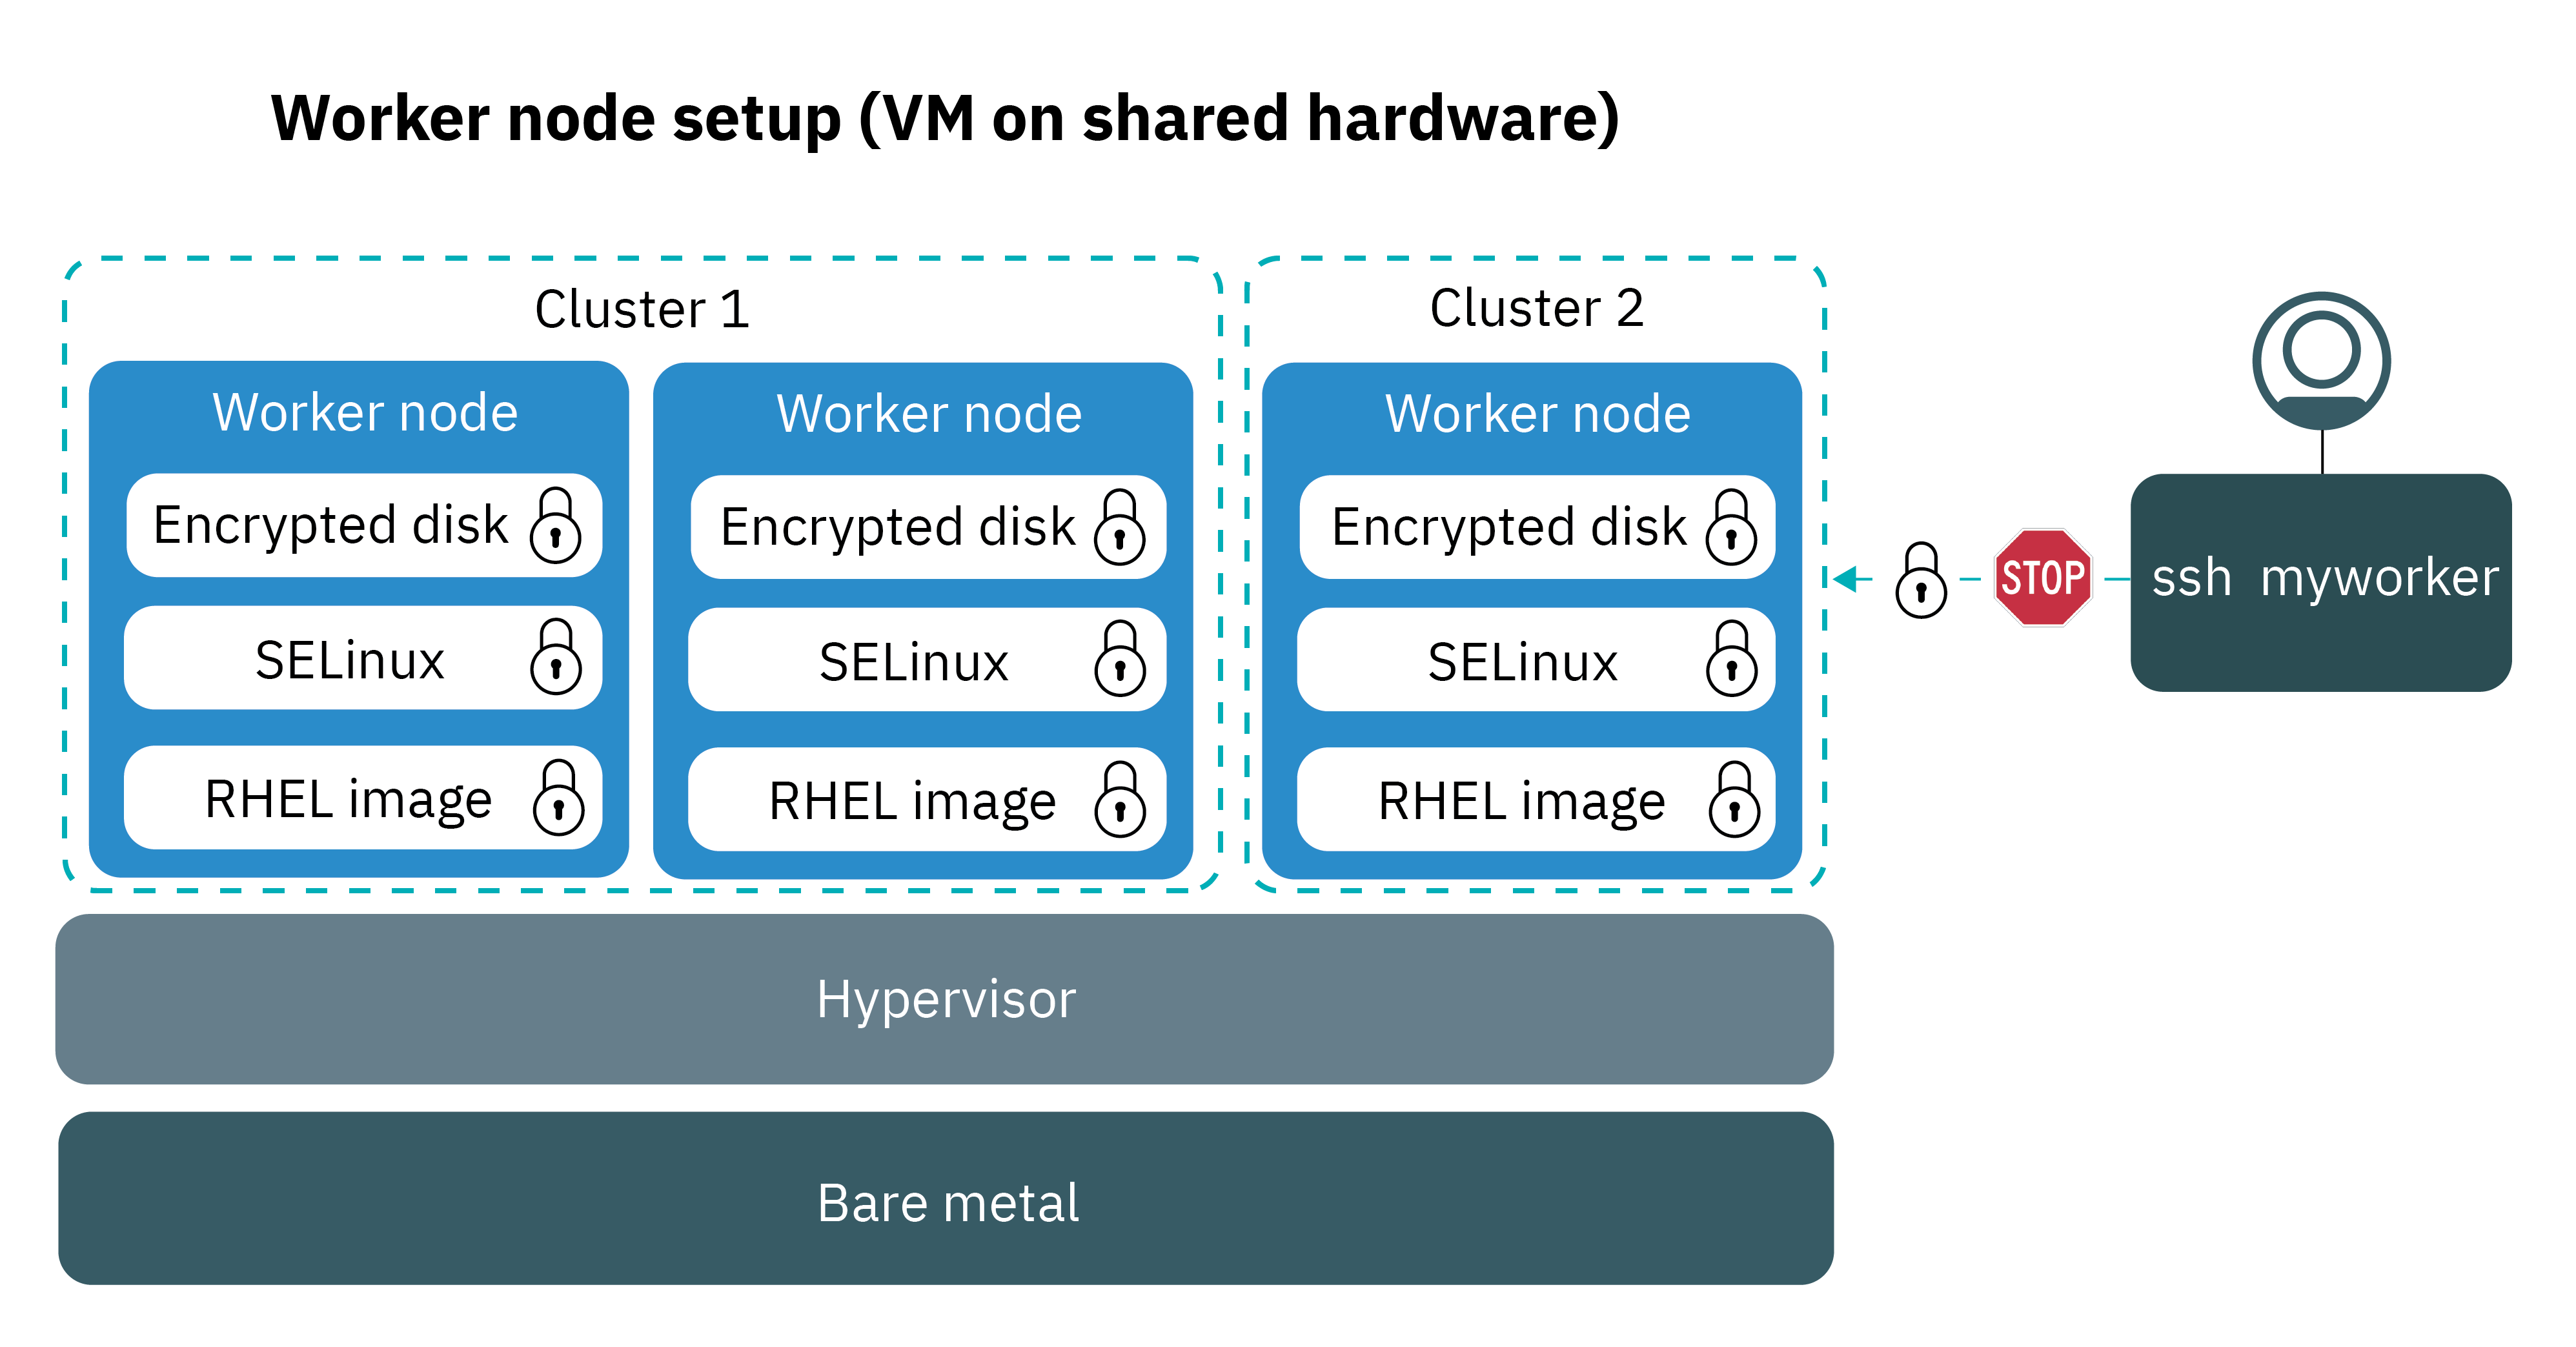 Worker node setup (VM on shared hardware)
Cluster 1
Worker node
Encrypted disk
SELinux
RHEL image
Worker node
Encrypted disk
SELinux
RHEL image
Cluster 2
Worker node
Encrypted disk
SELinux
RHEL image
STOP
ssh myworker
Hypervisor
Bare metal